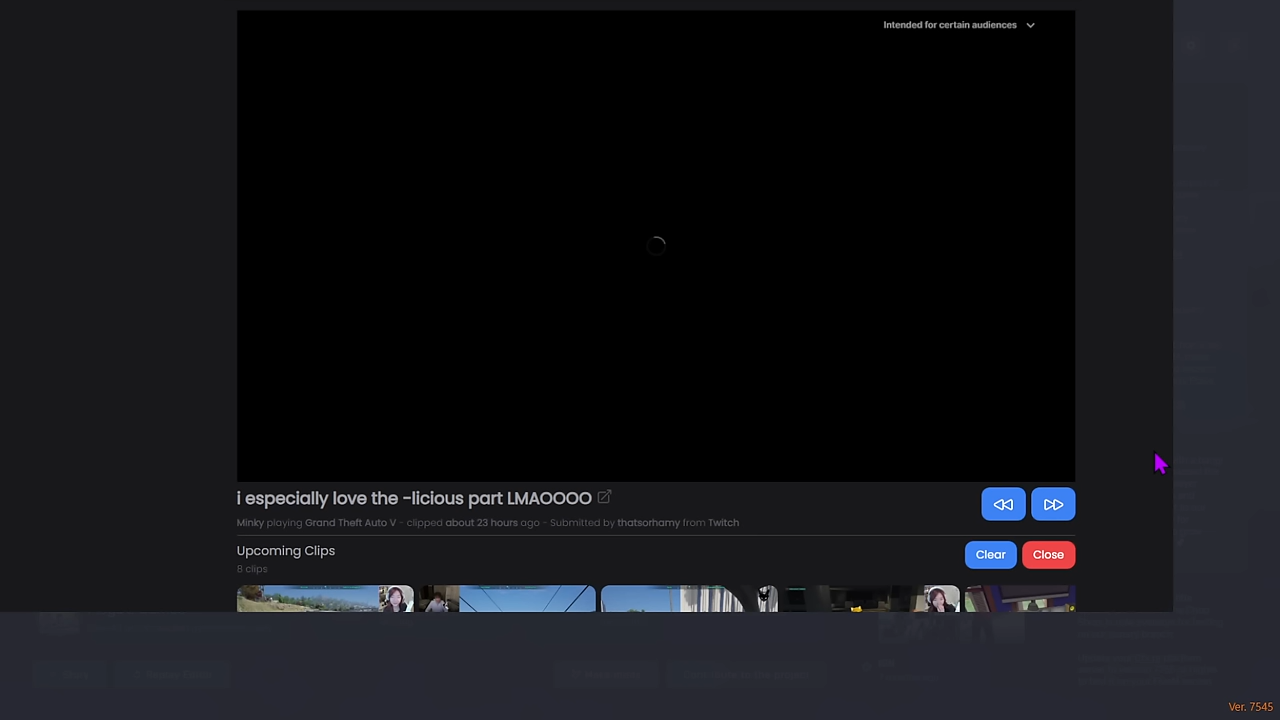 Intended for certain audiences
i especially love the -licious part LMAOOOO
Minky playing Grand Theft Auto V - clipped about 23 hours ago - Submitted by thatsorhamy from Twitch
Upcoming Clips
Clear
Close
8 clips
Ver. 7545